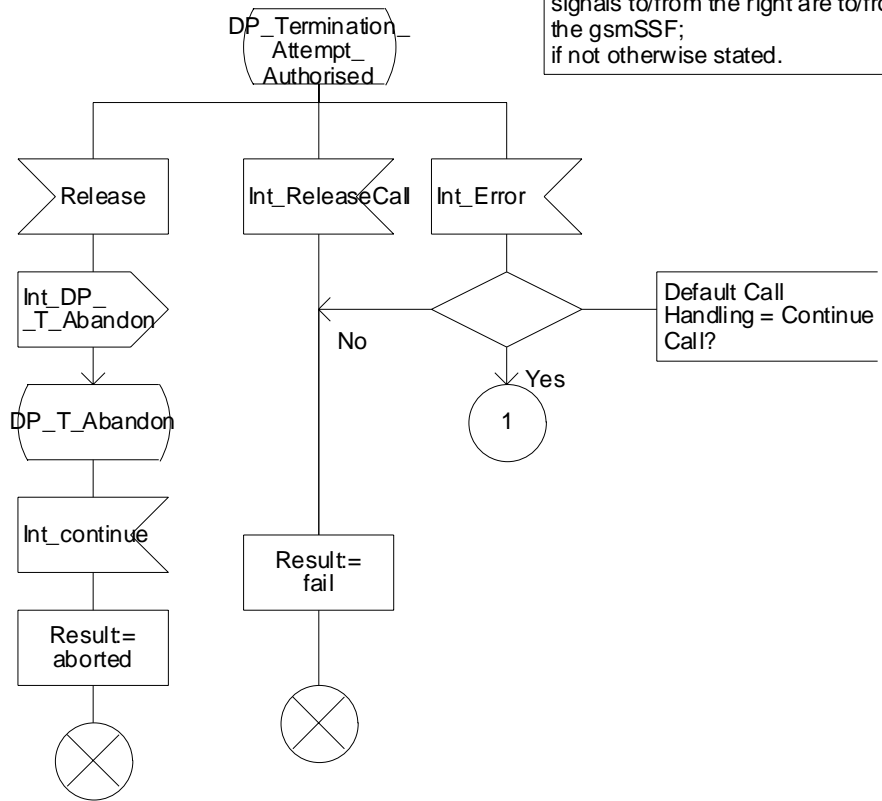 signals to/from the right are to/fro
the gsmSSF;
if not otherwise stated.
DP_Termination_
Attempt_
Authorised
Release
Int_ReleaseCall
Int_Error
Int_DP_
_T_Abandon
Default Call
Handling = Continue
Call?
No
Yes
DP_T_Abandon
1
Int_continue
Result:=
fail
Result:=
aborted